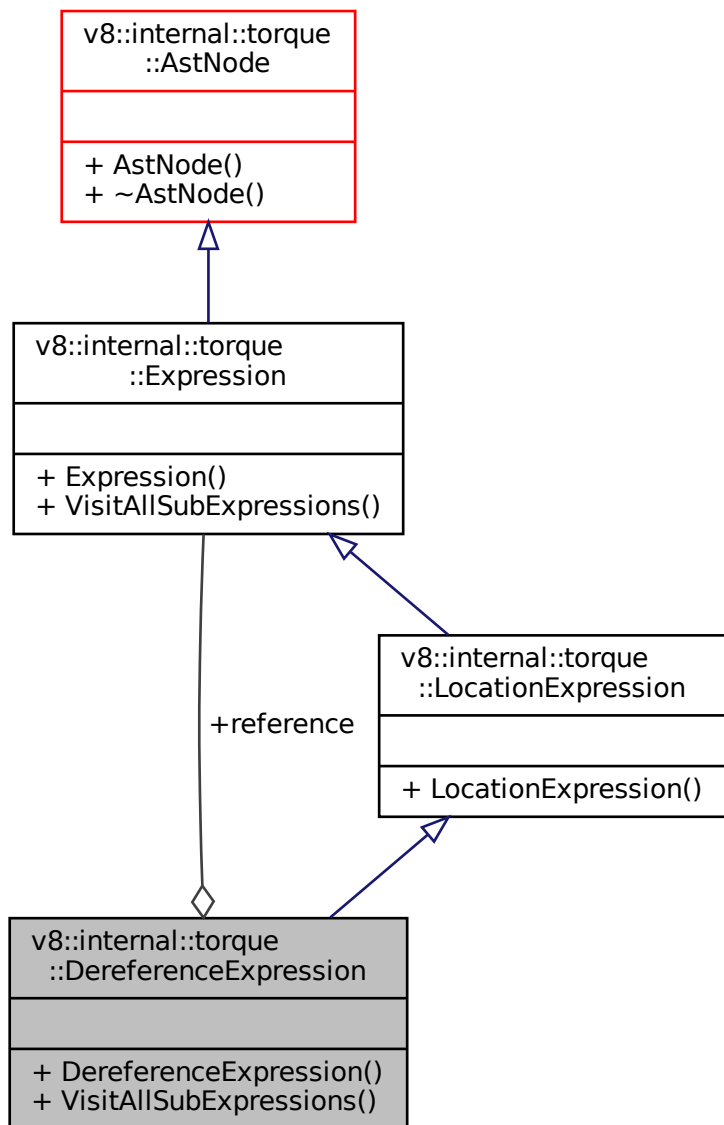 v8::internal::torque
::AstNode
+ AstNode()
+ ~AstNode()
v8::internal::torque
::Expression
+ Expression()
+ VisitAllSubExpressions()
v8::internal::torque
::LocationExpression
+ LocationExpression()
+reference
v8::internal::torque
::DereferenceExpression
+ DereferenceExpression()
+ VisitAllSubExpressions()